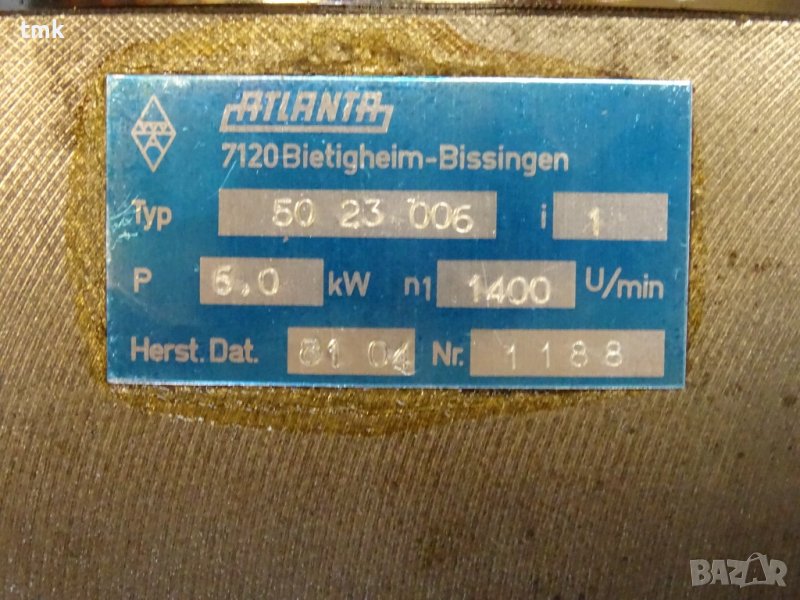 tmk
ATLANTA
7120 Bietigheim-Bissingen
Typ 50 23 006 i 1
P 6.0 kW n1 1400 U/min
Herst. Dat. 81 04 Nr. 1188
BAZAR